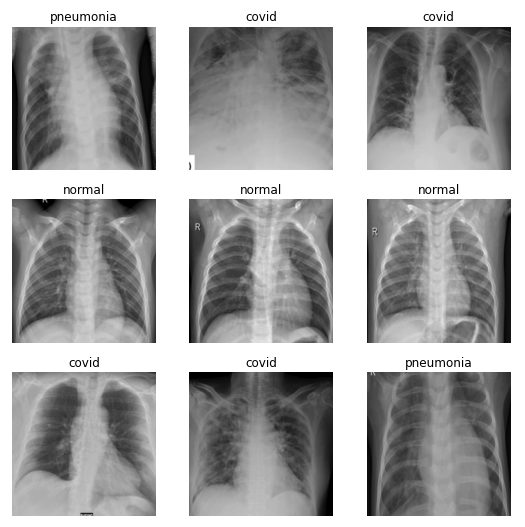 pneumonia covid covid
normal normal normal
R R R
covid covid pneumonia
R